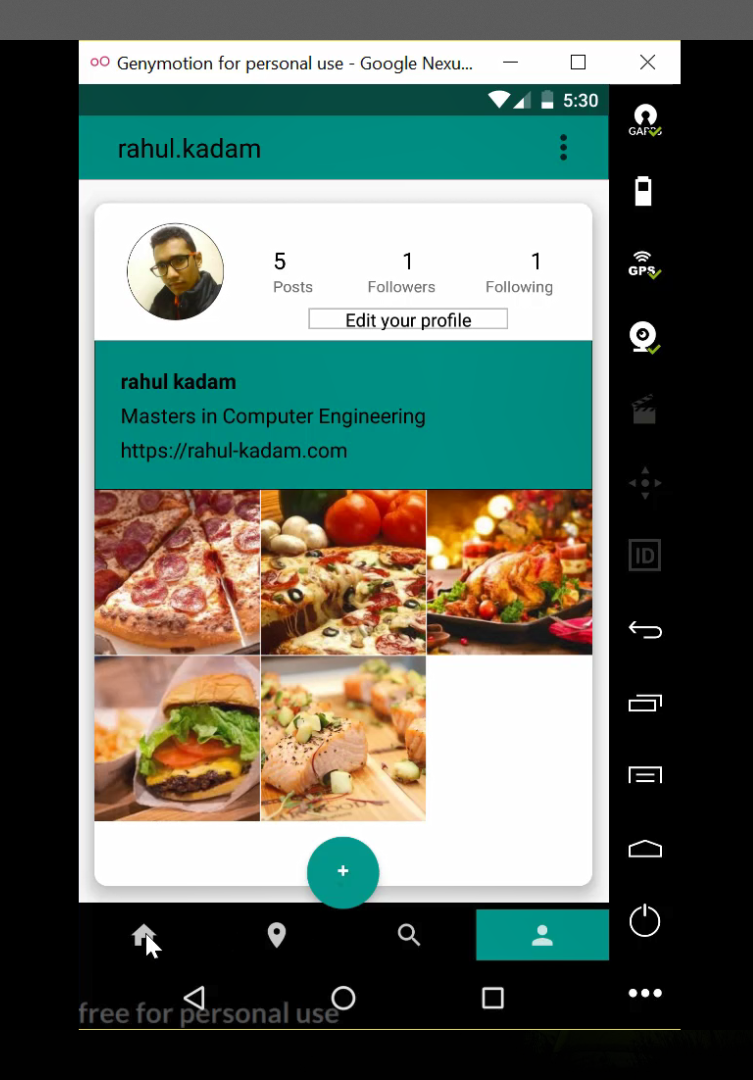 Genymotion for personal use - Google Nexu...
5:30
rahul.kadam
GAPPS
5 1 1
Posts Followers Following
GPS
Edit your profile
rahul kadam
Masters in Computer Engineering
https://rahul-kadam.com
ID
+
free for personal use